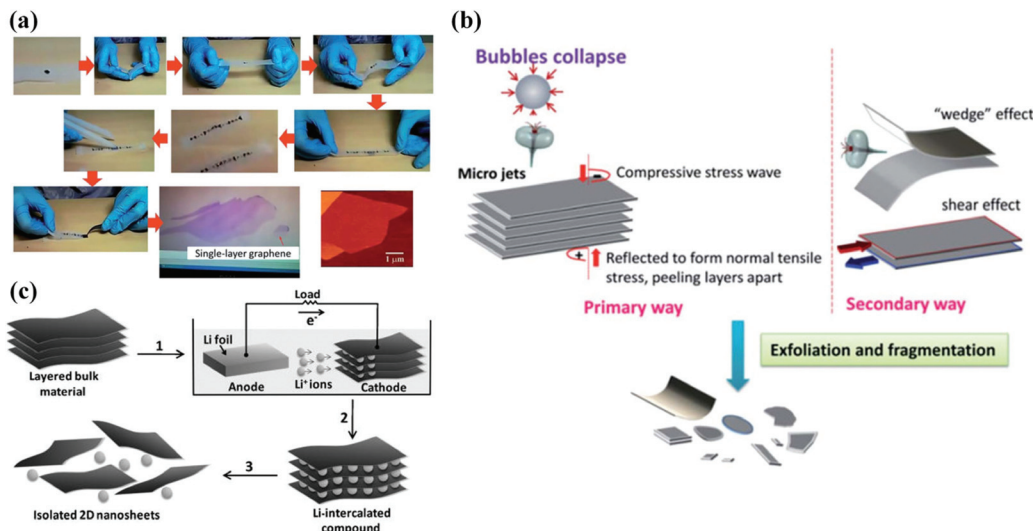 (a)
Single-layer graphene
1 μm
(b)
Bubbles collapse
Micro jets
Compressive stress wave
-
+
Reflected to form normal tensile
stress, peeling layers apart
Primary way
"wedge" effect
shear effect
Secondary way
Exfoliation and fragmentation
(c)
Layered bulk
material
1
Load
e-
Li foil
Anode
Li+ ions
Cathode
2
Li-intercalated
compound
3
Isolated 2D nanosheets